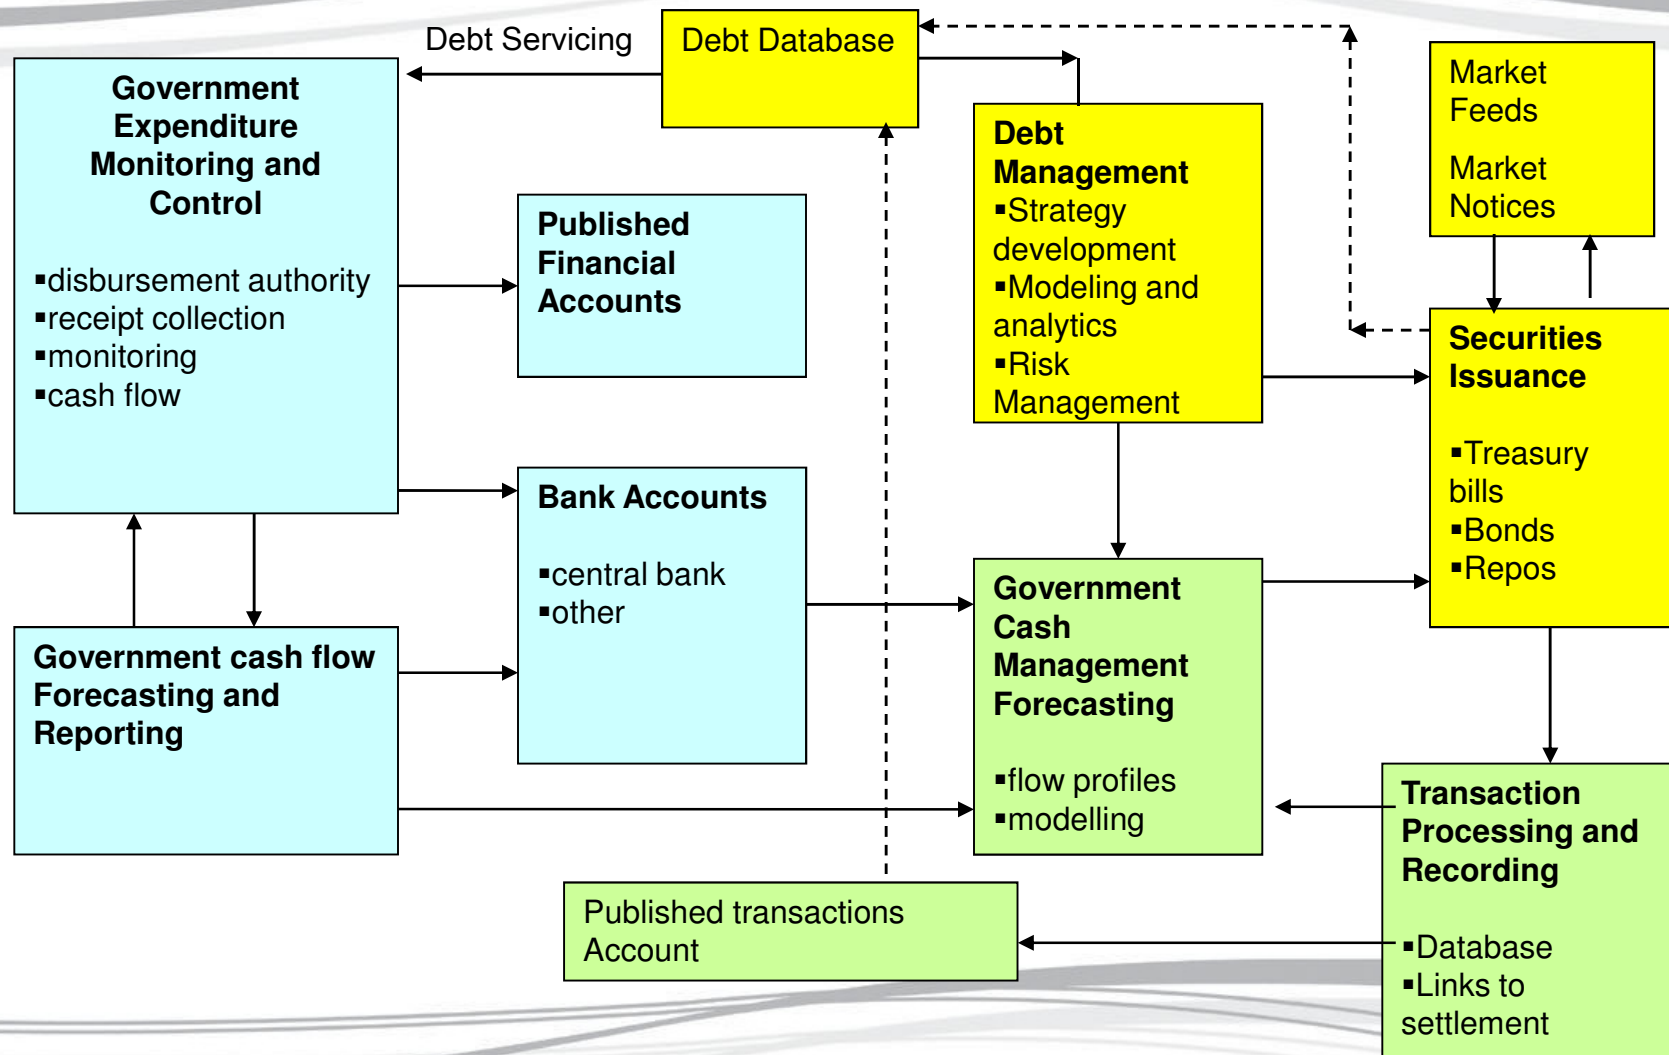 Debt Servicing
Debt Database
Government
Expenditure
Monitoring and
Control
▪disbursement authority
▪receipt collection
▪monitoring
▪cash flow
Published
Financial
Accounts
Debt
Management
▪Strategy
development
▪Modeling and
analytics
▪Risk
Management
Market
Feeds
Market
Notices
Securities
Issuance
▪Treasury
bills
▪Bonds
▪Repos
Bank Accounts
▪central bank
▪other
Government cash flow
Forecasting and
Reporting
Government
Cash
Management
Forecasting
▪flow profiles
▪modelling
Transaction
Processing and
Recording
▪Database
▪Links to
settlement
Published transactions
Account